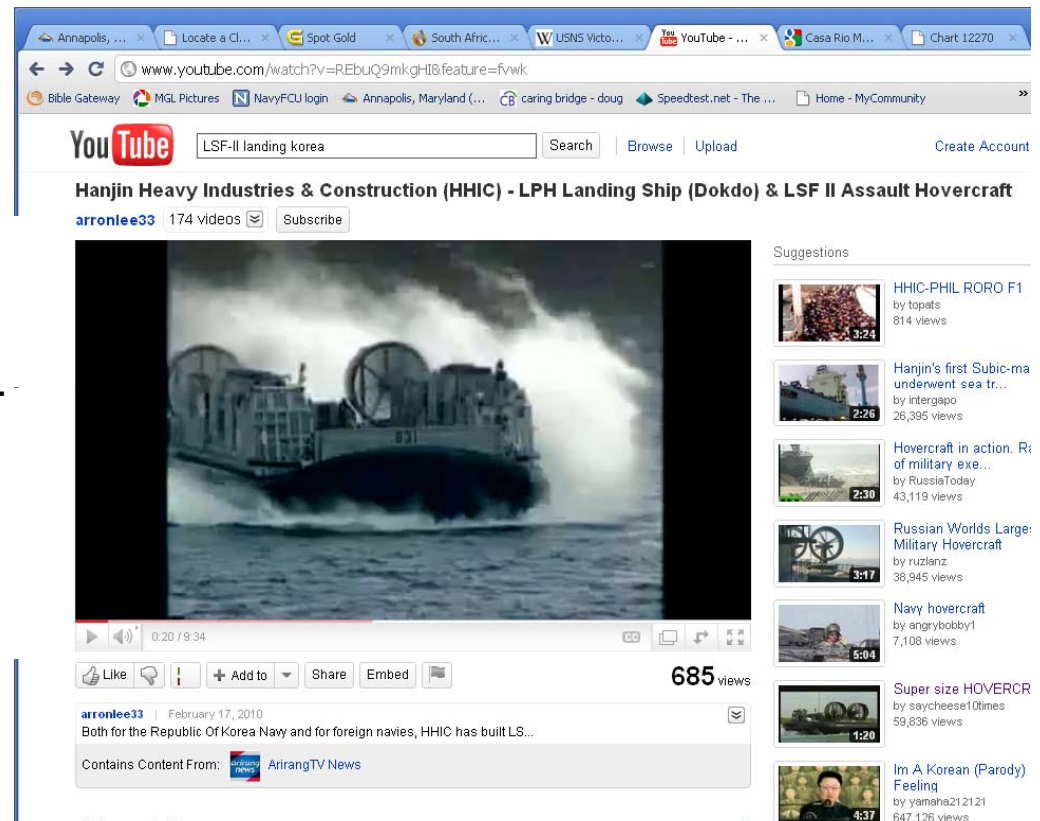 Annapolis, ...
Locate a Cl...
Spot Gold
South Afric...
W USNS Victo...
You Tube YouTube - ...
Casa Rio M...
Chart 12270
www.youtube.com/watch?v=REbuQ9mkgHI&feature=fvwk
Bible Gateway
MGL Pictures
N NavyFCU login
Annapolis, Maryland (...
CB caring bridge - doug
Speedtest.net - The ...
Home - MyCommunity
»
You Tube
LSF-II landing korea
Search
Browse
Upload
Create Account
Hanjin Heavy Industries & Construction (HHIC) - LPH Landing Ship (Dokdo) & LSF II Assault Hovercraft
arronlee33 174 videos
Subscribe
831
0:20 / 9:34
CC
Like
+ Add to
Share
Embed
685 views
arronlee33 | February 17, 2010
Both for the Republic Of Korea Navy and for foreign navies, HHIC has built LS...
Contains Content From: arirang news ArirangTV News
Suggestions
3:24
HHIC-PHIL RORO F1
by topats
814 views
2:26
Hanjin's first Subic-ma
underwent sea tr...
by intergapo
26,395 views
2:30
Hovercraft in action. Ra
of military exe...
by RussiaToday
43,119 views
3:17
Russian Worlds Large
Military Hovercraft
by ruzlanz
38,945 views
5:04
Navy hovercraft
by angrybobby1
7,108 views
1:20
Super size HOVERCR
by saycheese10times
59,836 views
4:37
Im A Korean (Parody)
Feeling
by yamaha212121
647,126 views